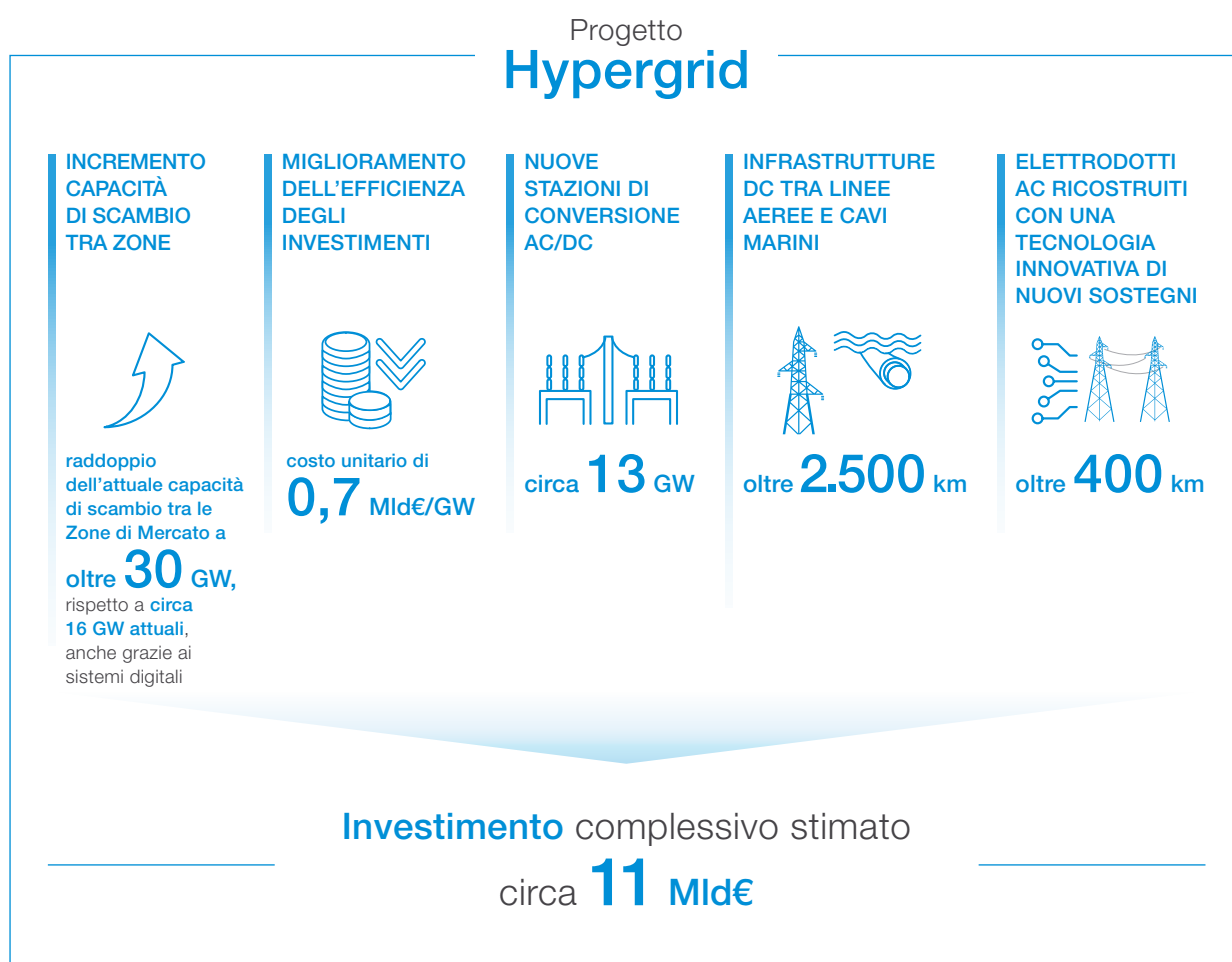 Progetto
Hypergrid
INCREMENTO
CAPACITÀ
DI SCAMBIO
TRA ZONE
raddoppio
dell'attuale capacità
di scambio tra le
Zone di Mercato a
oltre 30 GW,
rispetto a circa
16 GW attuali,
anche grazie ai
sistemi digitali
MIGLIORAMENTO
DELL'EFFICIENZA
DEGLI
INVESTIMENTI
costo unitario di
0,7 Mld€/GW
NUOVE
STAZIONI DI
CONVERSIONE
AC/DC
circa 13 GW
INFRASTRUTTURE
DC TRA LINEE
AEREE E CAVI
MARINI
oltre 2.500 km
ELETTRODOTTI
AC RICOSTRUITI
CON UNA
TECNOLOGIA
INNOVATIVA DI
NUOVI SOSTEGNI
oltre 400 km
Investimento complessivo stimato
circa 11 Mld€